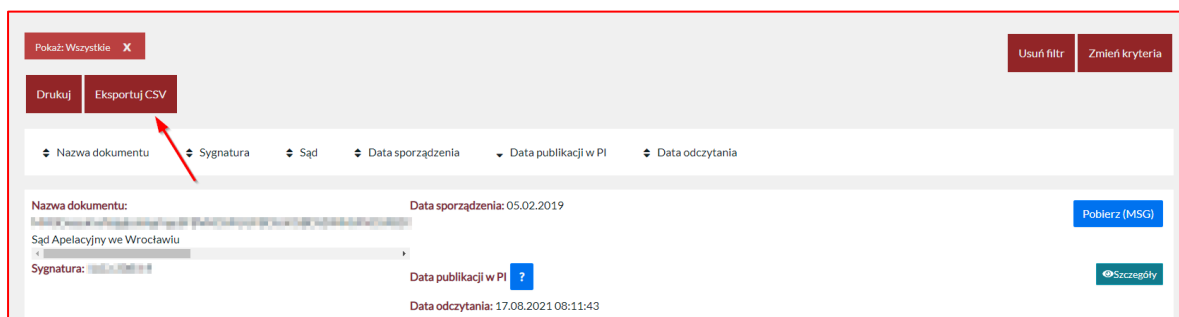 Pokaż: Wszystkie X
Usuń filtr Zmień kryteria
Drukuj Eksportuj CSV
Nazwa dokumentu Sygnatura Sąd Data sporządzenia Data publikacji w PI Data odczytania
Nazwa dokumentu: Data sporządzenia: 05.02.2019
Pobierz (MSG)
Sąd Apelacyjny we Wrocławiu
Sygnatura: Data publikacji w PI ? Szczegóły
Data odczytania: 17.08.2021 08:11:43